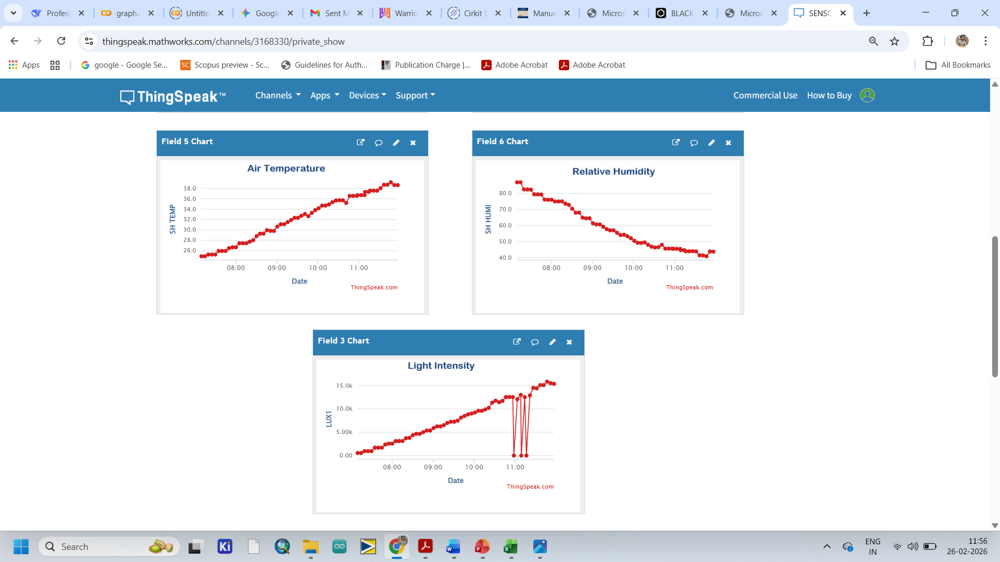 Profes
graph.i
Untitle
Google
Sent M
Warrio
Cirkit D
Manus
Micros
BLACK
Micros
SENSC
thingspeak.mathworks.com/channels/3168330/private_show
Apps
google - Google Se...
SC
Scopus preview - Sc...
Guidelines for Auth...
Publication Charge |...
Adobe Acrobat
Adobe Acrobat
All Bookmarks
ThingSpeak™
Channels
Apps
Devices
Support
Commercial Use
How to Buy
Field 5 Chart
Air Temperature
SH TEMP
38.0
36.0
34.0
32.0
30.0
28.0
26.0
08:00
09:00
10:00
11:00
Date
ThingSpeak.com
Field 6 Chart
Relative Humidity
SH HUMI
80.0
70.0
60.0
50.0
40.0
08:00
09:00
10:00
11:00
Date
ThingSpeak.com
Field 3 Chart
Light Intensity
LUX1
15.0k
10.0k
5.00k
0.00
08:00
09:00
10:00
11:00
Date
ThingSpeak.com
Search
Ki
ENG
IN
11:56
26-02-2026